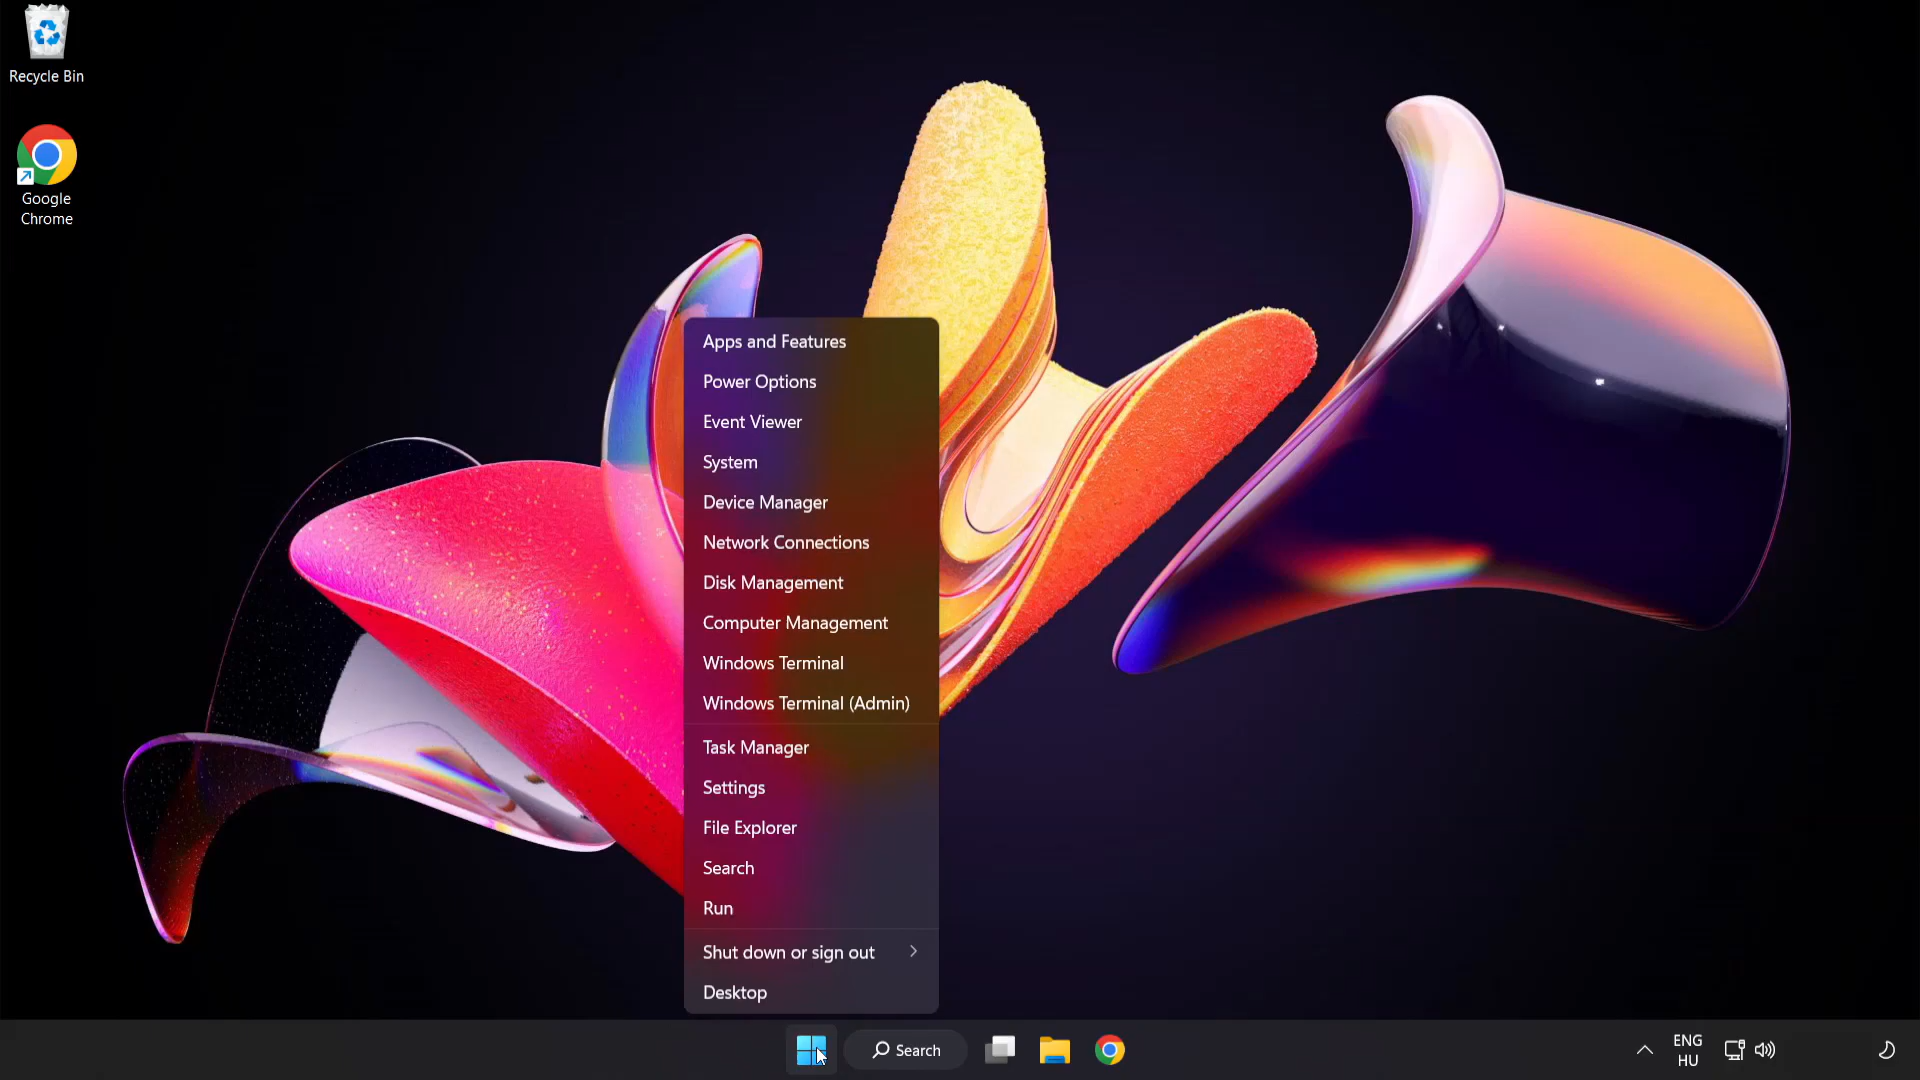 Recycle Bin
Google
Chrome
Apps and Features
Power Options
Event Viewer
System
Device Manager
Network Connections
Disk Management
Computer Management
Windows Terminal
Windows Terminal (Admin)
Task Manager
Settings
File Explorer
Search
Run
Shut down or sign out
Desktop
Search
ENG
HU